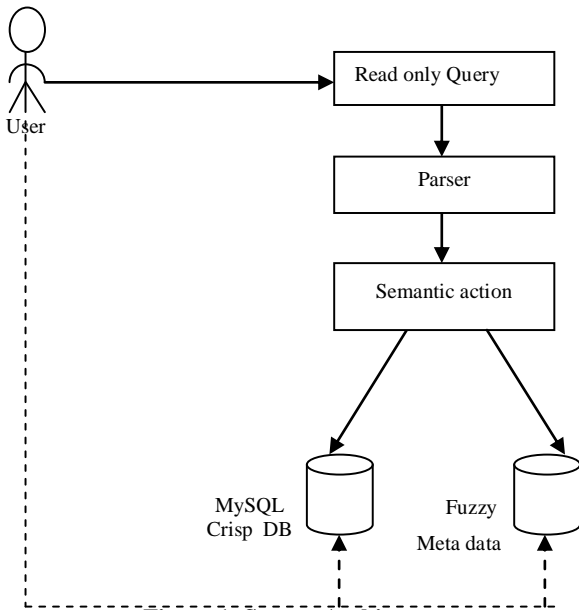 Read only Query
User
Parser
Semantic action
MySQL
Crisp DB
Fuzzy
Meta data